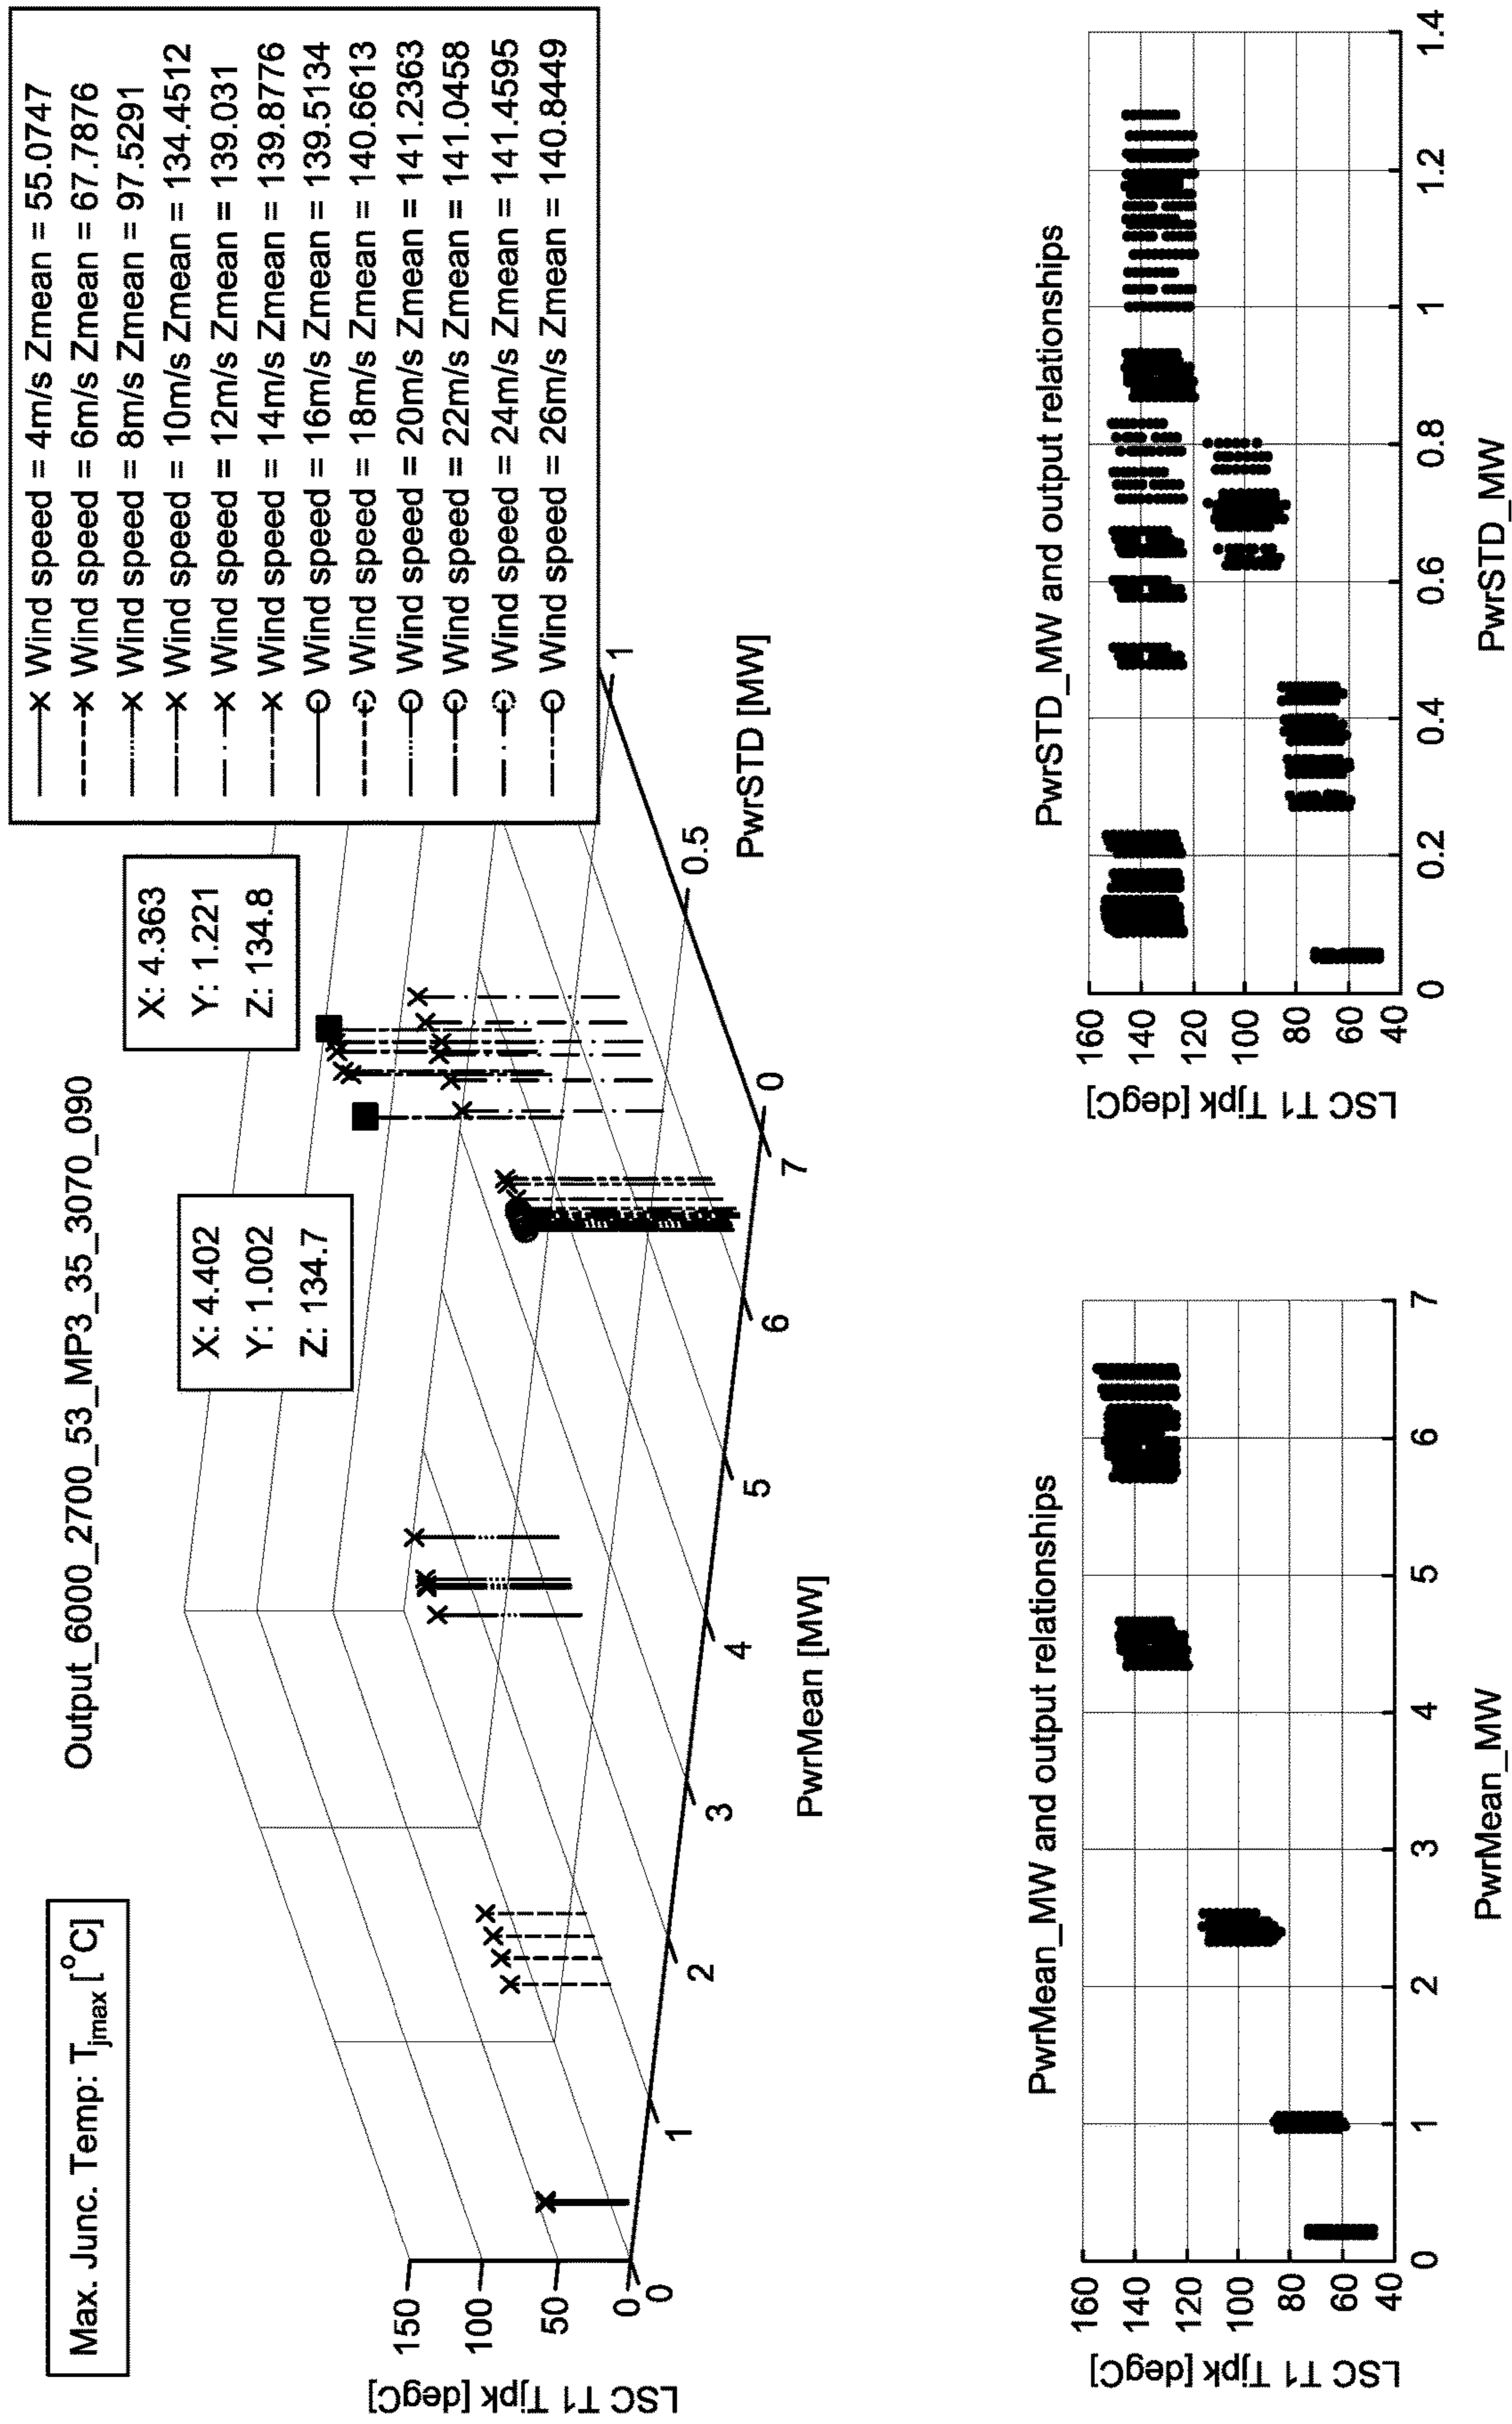 Max. Junc. Temp: Tjmax [°C]
Output_6000_2700_53_MP3_35_3070_090
X: 4.402
Y: 1.002
Z: 134.7
X: 4.363
Y: 1.221
Z: 134.8
Wind speed = 4m/s Zmean = 55.0747
Wind speed = 6m/s Zmean = 67.7876
Wind speed = 8m/s Zmean = 97.5291
Wind speed = 10m/s Zmean = 134.4512
Wind speed = 12m/s Zmean = 139.031
Wind speed = 14m/s Zmean = 139.8776
Wind speed = 16m/s Zmean = 139.5134
Wind speed = 18m/s Zmean = 140.6613
Wind speed = 20m/s Zmean = 141.2363
Wind speed = 22m/s Zmean = 141.0458
Wind speed = 24m/s Zmean = 141.4595
Wind speed = 26m/s Zmean = 140.8449
LSC T1 Tjpk [degC]
150
100
50
0
0
1
2
3
4
5
6
7
PwrMean [MW]
0
0.5
1
PwrSTD [MW]
PwrMean_MW and output relationships
LSC T1 Tjpk [degC]
160
140
120
100
80
60
40
0 1 2 3 4 5 6 7
PwrMean_MW
PwrSTD_MW and output relationships
LSC T1 Tjpk [degC]
160
140
120
100
80
60
40
0 0.2 0.4 0.6 0.8 1 1.2 1.4
PwrSTD_MW